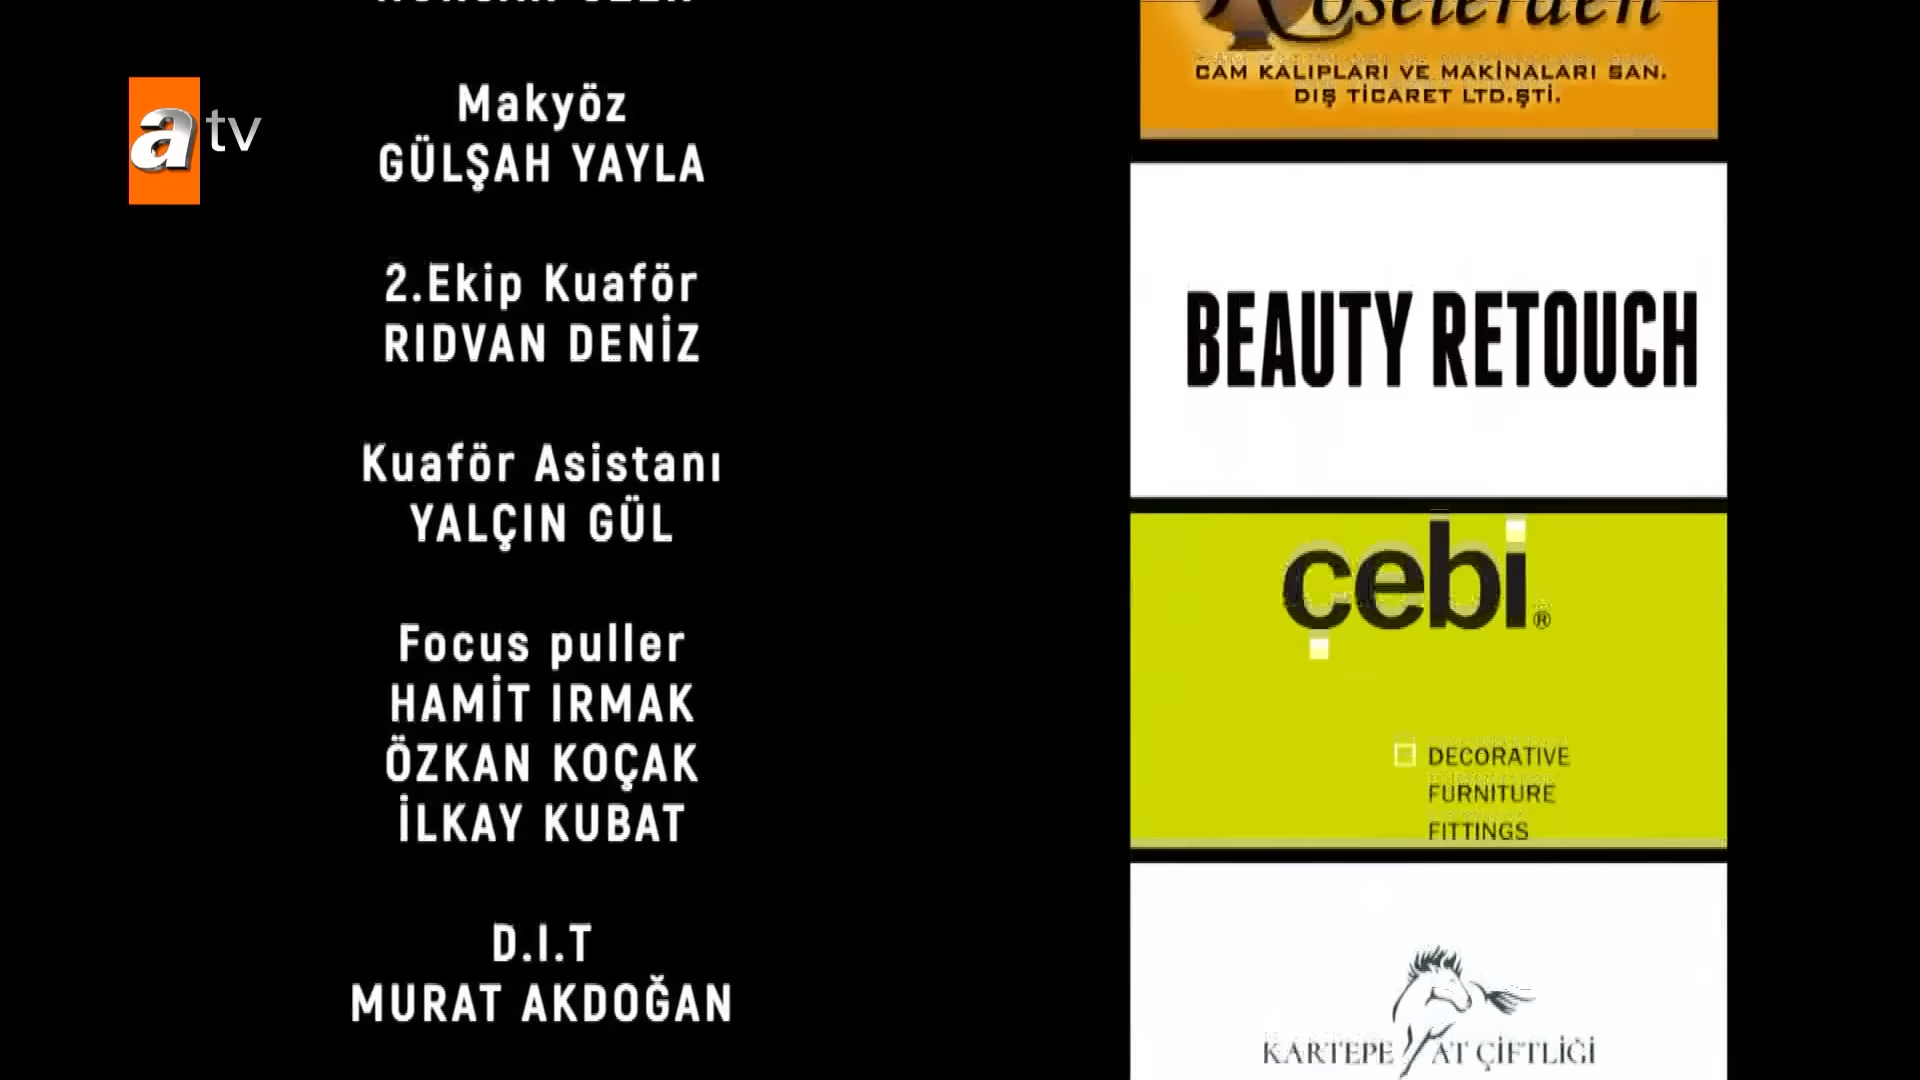 atv
Makyöz
GÜLŞAH YAYLA
2.Ekip Kuaför
RIDVAN DENİZ
Kuaför Asistanı
YALÇIN GÜL
Focus puller
HAMİT IRMAK
ÖZKAN KOÇAK
İLKAY KUBAT
D.I.T
MURAT AKDOĞAN
CAM KALIPLARI VE MAKİNALARI SAN.
DIŞ TİCARET LTD.ŞTİ.
BEAUTY RETOUCH
çebi®
DECORATIVE
FURNITURE
FITTINGS
KARTEPE AT ÇİFTLİĞİ